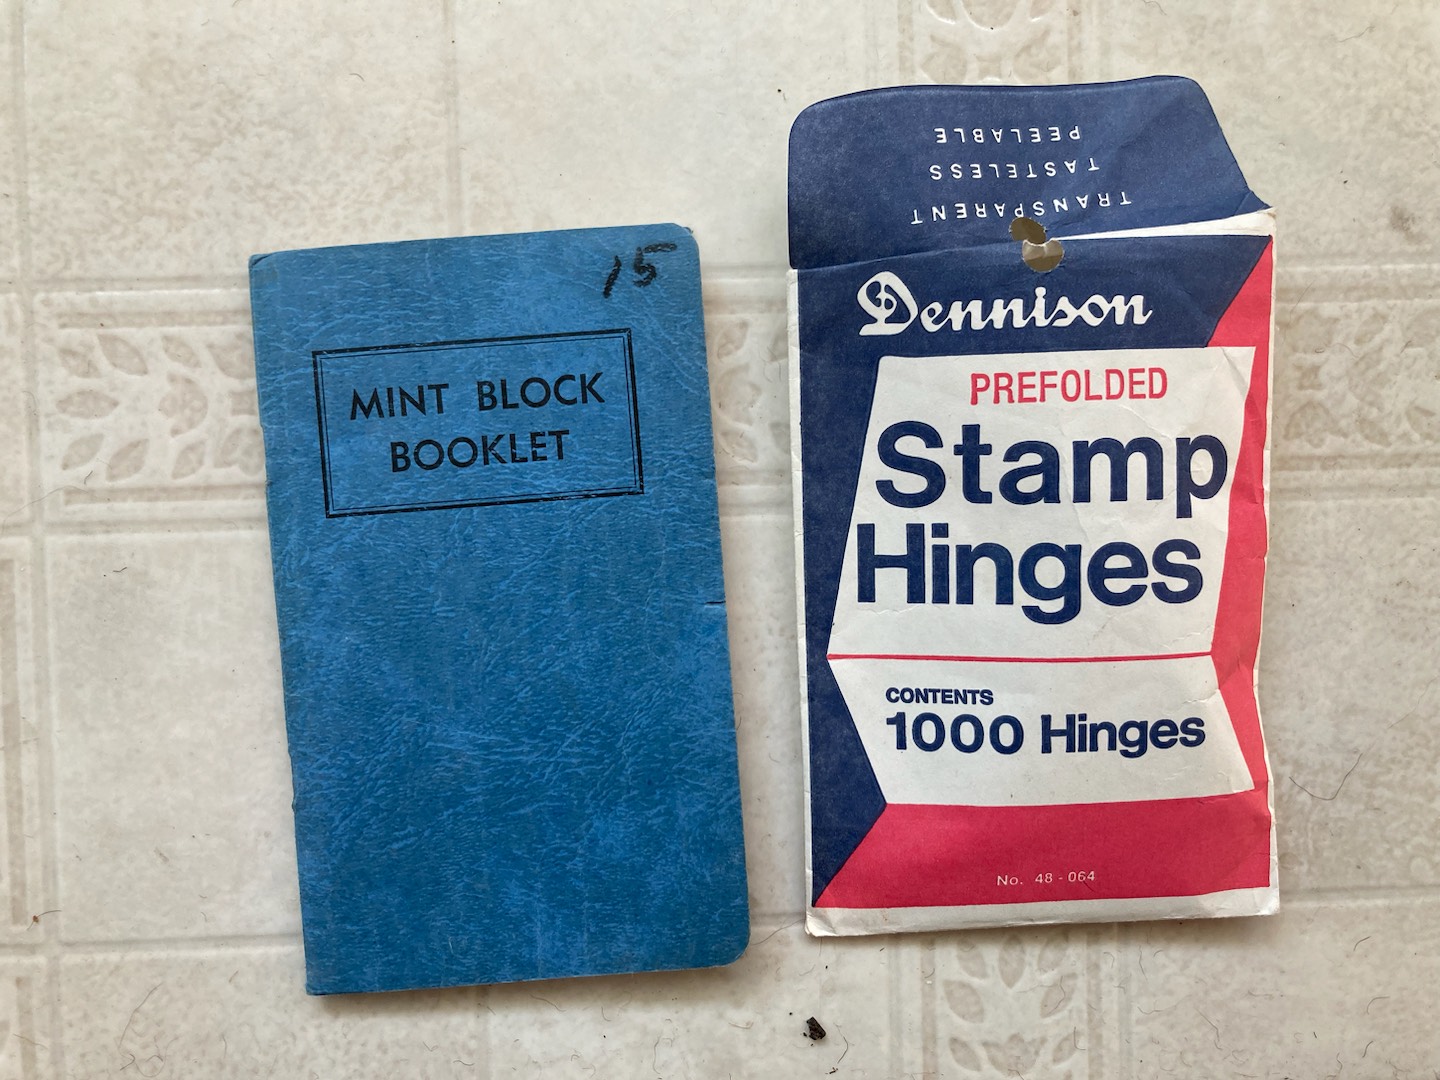 15
MINT BLOCK
BOOKLET
TRANSPARENT
TASTELESS
PEELABLE
Dennison
PREFOLDED
Stamp
Hinges
CONTENTS
1000 Hinges
No. 48-064